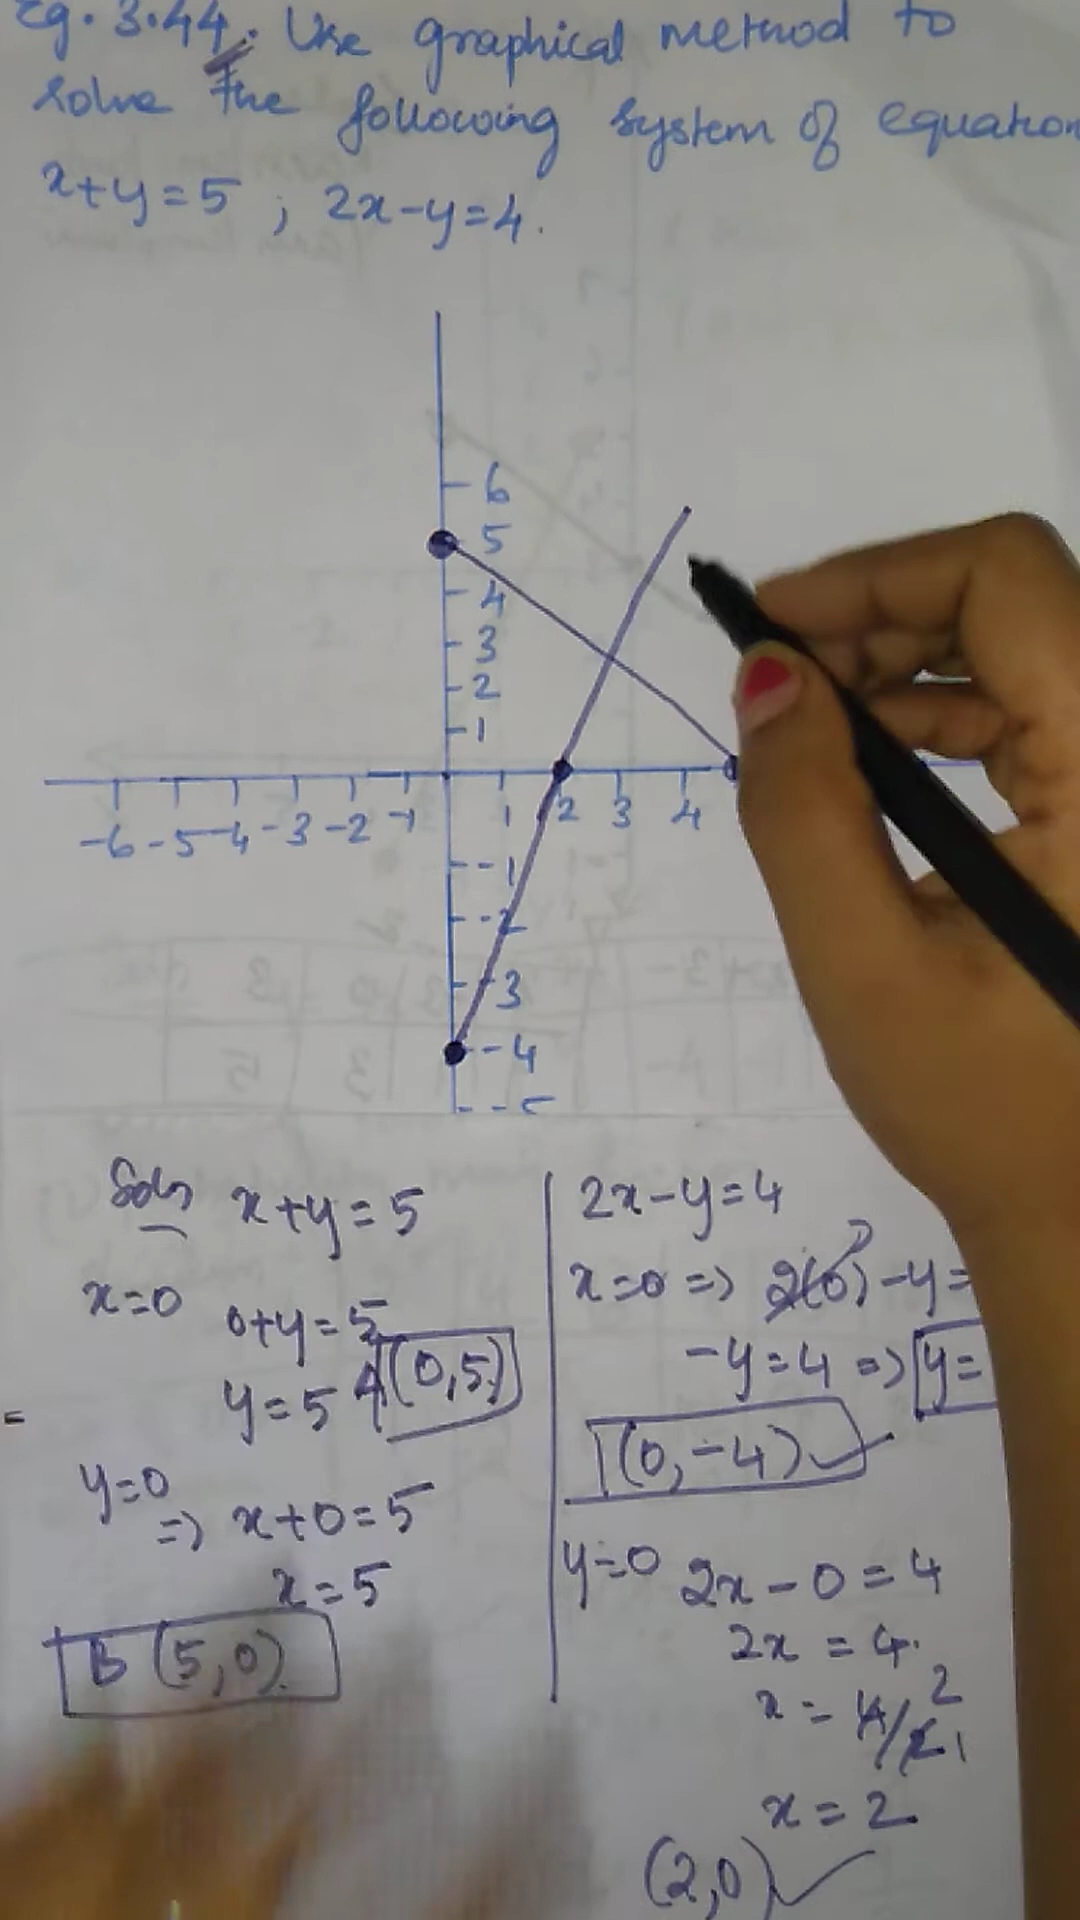 Eg. 3.44. Use graphical method to
solve the following system of equation
x+y=5 ; 2x-y=4.
6
5
4
3
2
1
-6 -5 -4 -3 -2 -1 1 2 3 4
-1
-2
-3
-4
-5
Soln x+y=5
x=0 0+y=5
y=5 A(0,5)
y=0 => x+0=5
x=5
B (5,0)
2x-y=4
x=0 => 2(0)-y=
-y=4 => y=
(0,-4)
y=0 2x-0=4
2x = 4.
x = 4/2 2 1
x = 2
(2,0)
=